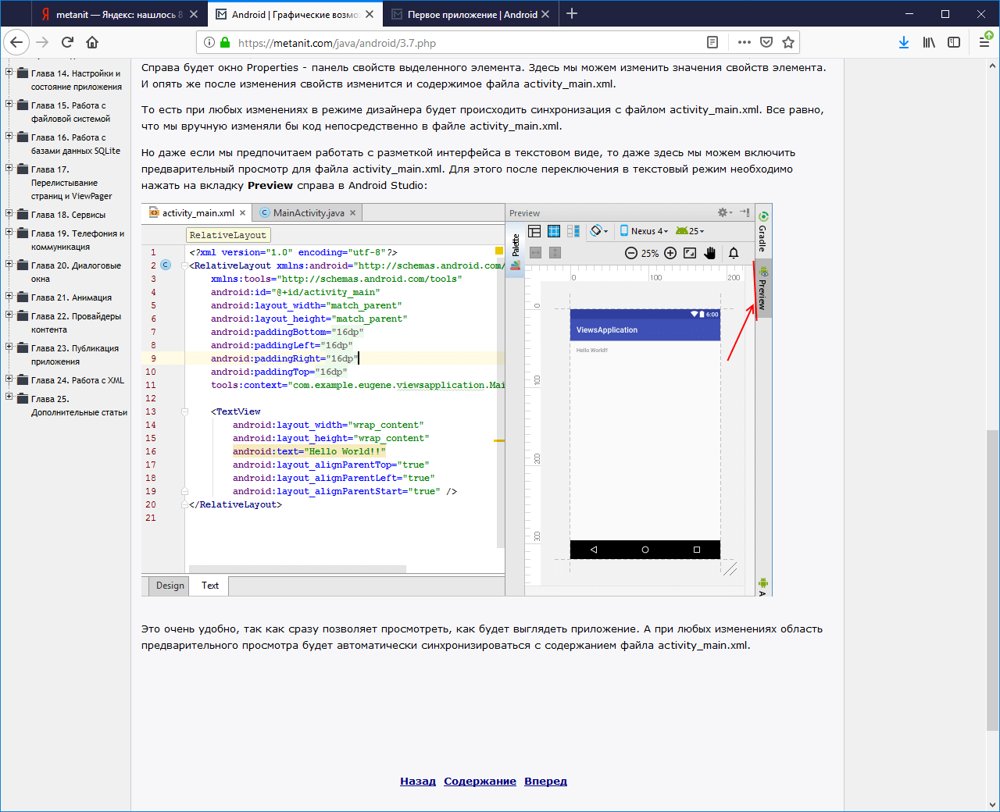 metanit — Яндекс: нашлось 8
Android | Графические возмо
Первое приложение | Android
https://metanit.com/java/android/3.7.php
Глава 14. Настройки и
состояние приложения
Глава 15. Работа с
файловой системой
Глава 16. Работа с
базами данных SQLite
Глава 17.
Перелистывание
страниц и ViewPager
Глава 18. Сервисы
Глава 19. Телефония и
коммуникация
Глава 20. Диалоговые
окна
Глава 21. Анимация
Глава 22. Провайдеры
контента
Глава 23. Публикация
приложения
Глава 24. Работа с XML
Глава 25.
Дополнительные статьи
Справа будет окно Properties - панель свойств выделенного элемента. Здесь мы можем изменить значения свойств элемента.
И опять же после изменения свойств изменится и содержимое файла activity_main.xml.
То есть при любых изменениях в режиме дизайнера будет происходить синхронизация с файлом activity_main.xml. Все равно,
что мы вручную изменяли бы код непосредственно в файле activity_main.xml.
Но даже если мы предпочитаем работать с разметкой интерфейса в текстовом виде, то даже здесь мы можем включить
предварительный просмотр для файла activity_main.xml. Для этого после переключения в текстовый режим необходимо
нажать на вкладку Preview справа в Android Studio:
activity_main.xml
MainActivity.java
RelativeLayout
1 <?xml version="1.0" encoding="utf-8"?>
2 <RelativeLayout xmlns:android="http://schemas.android.com/
3 xmlns:tools="http://schemas.android.com/tools"
4 android:id="@+id/activity_main"
5 android:layout_width="match_parent"
6 android:layout_height="match_parent"
7 android:paddingBottom="16dp"
8 android:paddingLeft="16dp"
9 android:paddingRight="16dp"
10 android:paddingTop="16dp"
11 tools:context="com.example.eugene.viewsapplication.Mai
12
13 <TextView
14 android:layout_width="wrap_content"
15 android:layout_height="wrap_content"
16 android:text="Hello World!!"
17 android:layout_alignParentTop="true"
18 android:layout_alignParentLeft="true"
19 android:layout_alignParentStart="true" />
20 </RelativeLayout>
21
Design
Text
Preview
Palette
Nexus 4
25
25%
0
100
200
0
100
200
300
6:00
ViewsApplication
Hello World!!
Gradle
Preview
A
Это очень удобно, так как сразу позволяет просмотреть, как будет выглядеть приложение. А при любых изменениях область
предварительного просмотра будет автоматически синхронизироваться с содержанием файла activity_main.xml.
Назад Содержание Вперед